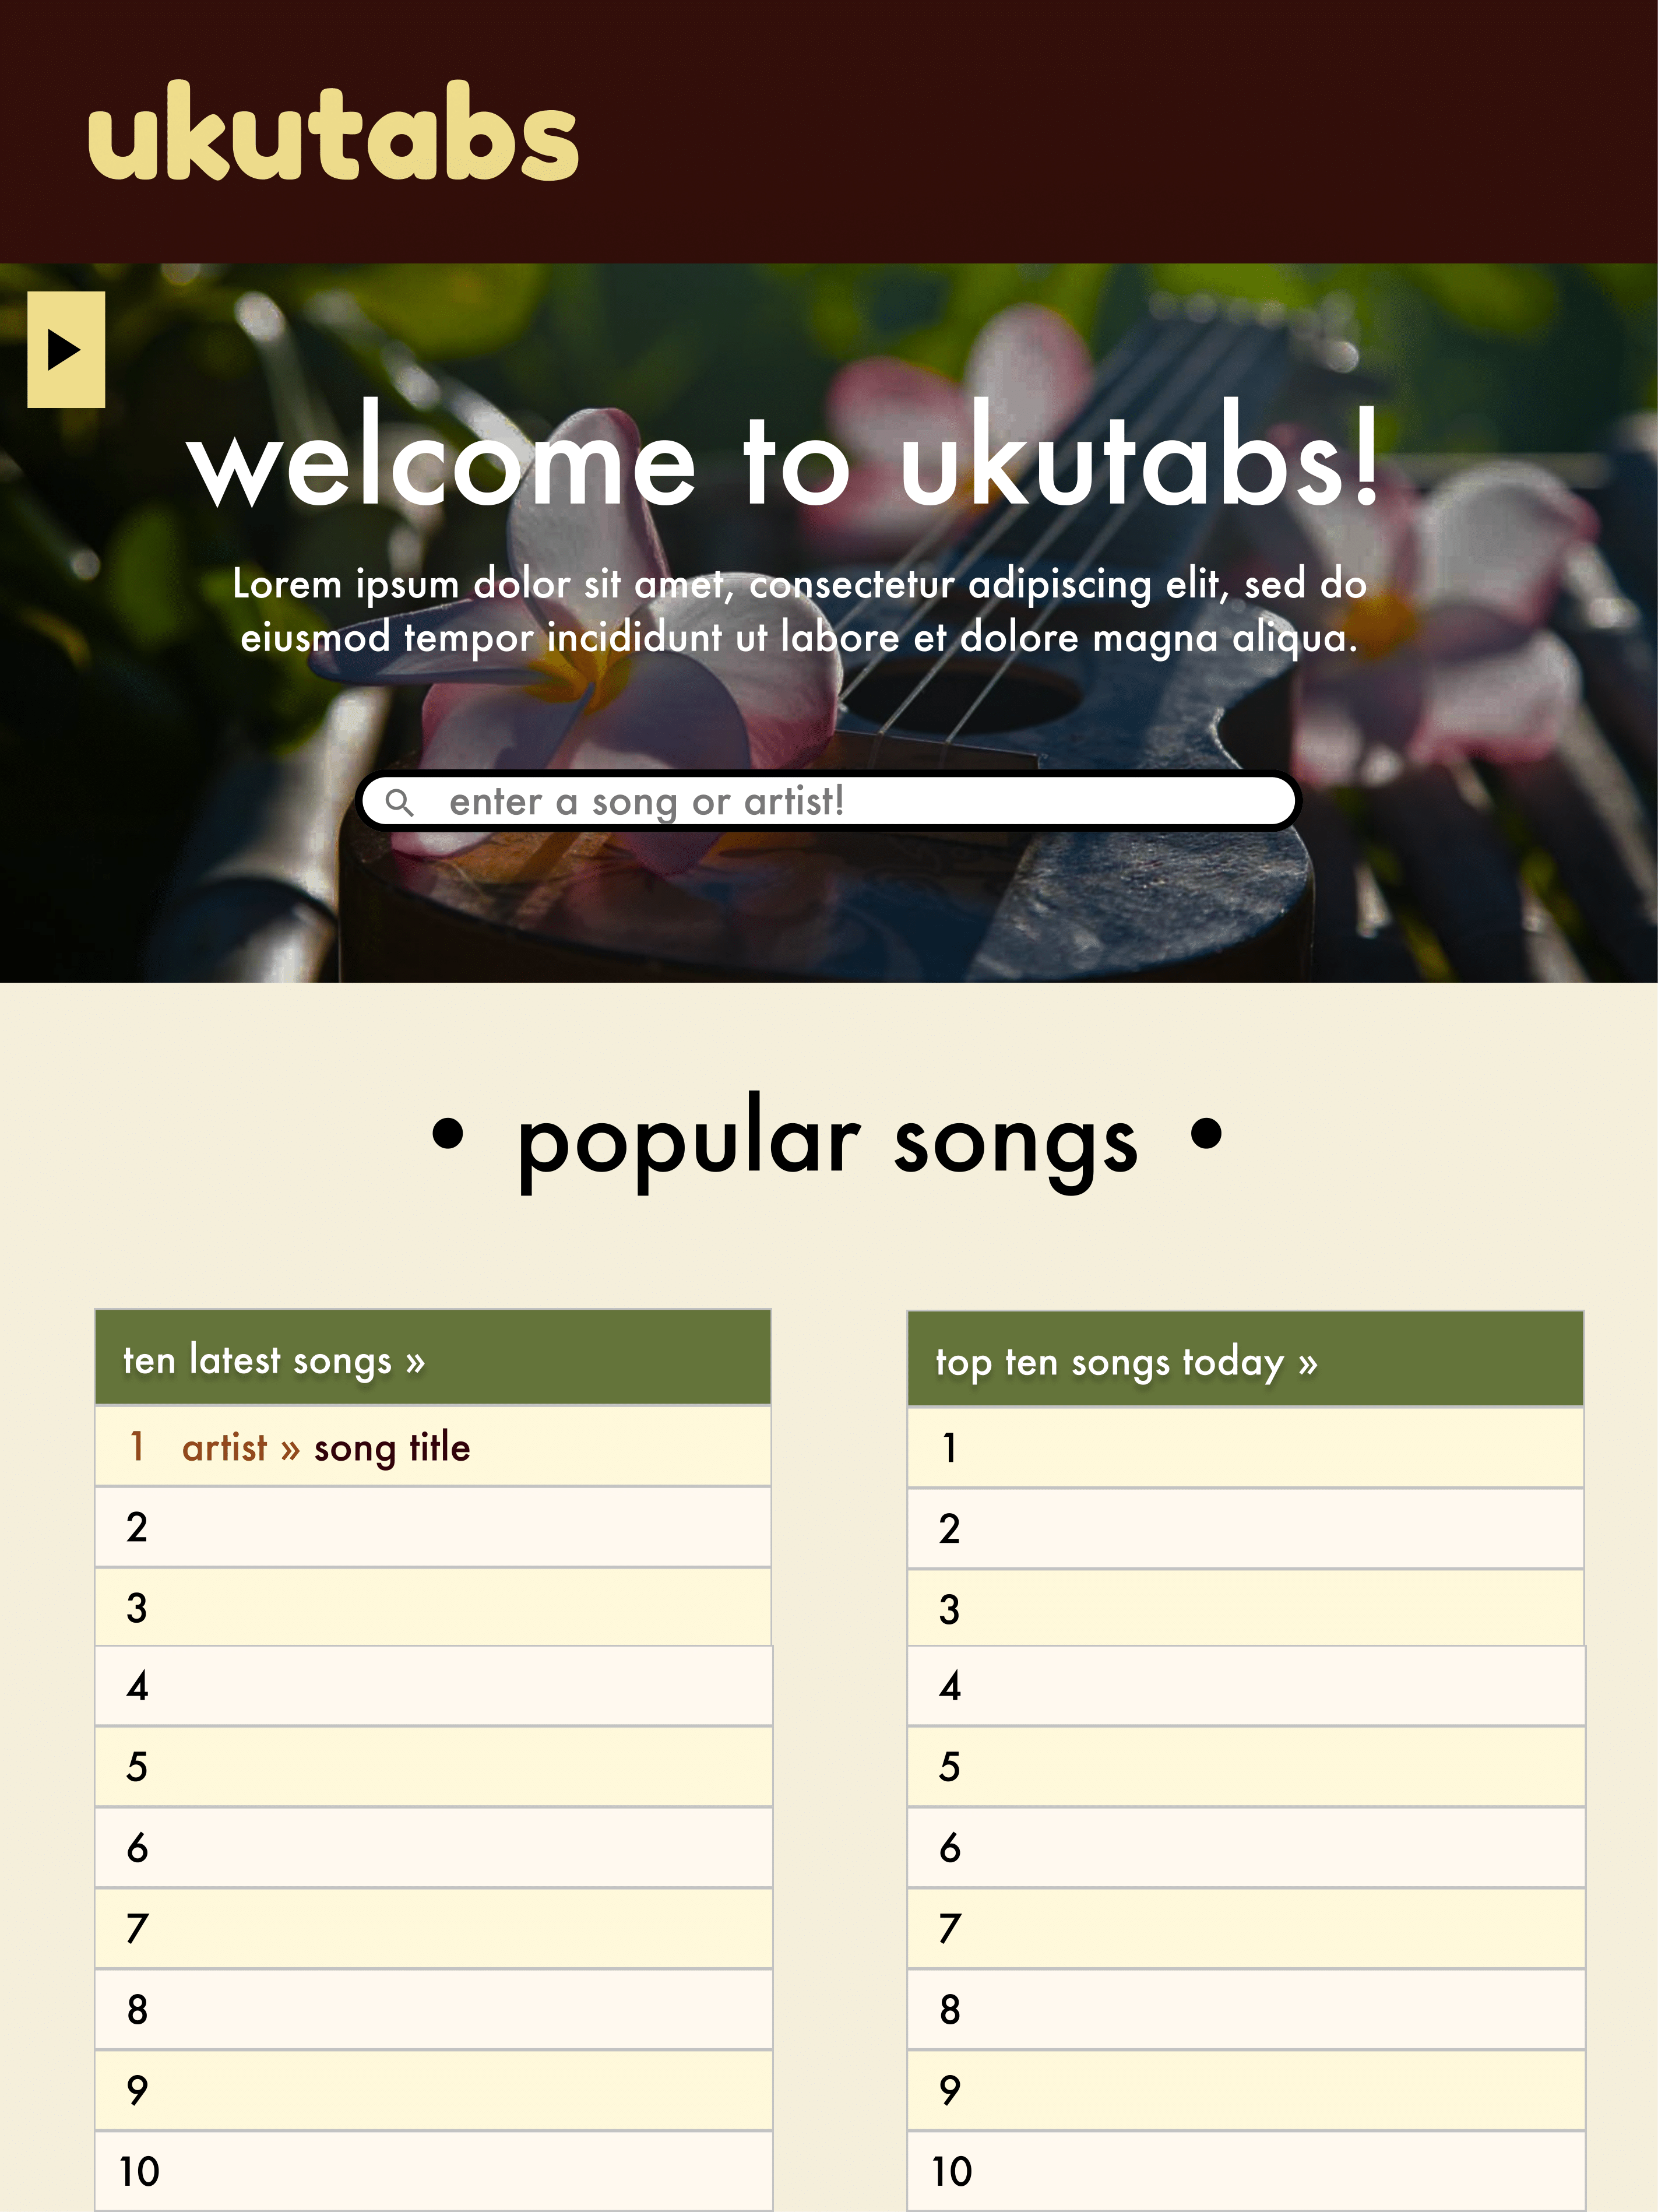 ukutabs
welcome to ukutabs!
Lorem ipsum dolor sit amet, consectetur adipiscing elit, sed do
eiusmod tempor incididunt ut labore et dolore magna aliqua.
enter a song or artist!
• popular songs •
ten latest songs »
1 artist » song title
2
3
4
5
6
7
8
9
10
top ten songs today »
1
2
3
4
5
6
7
8
9
10